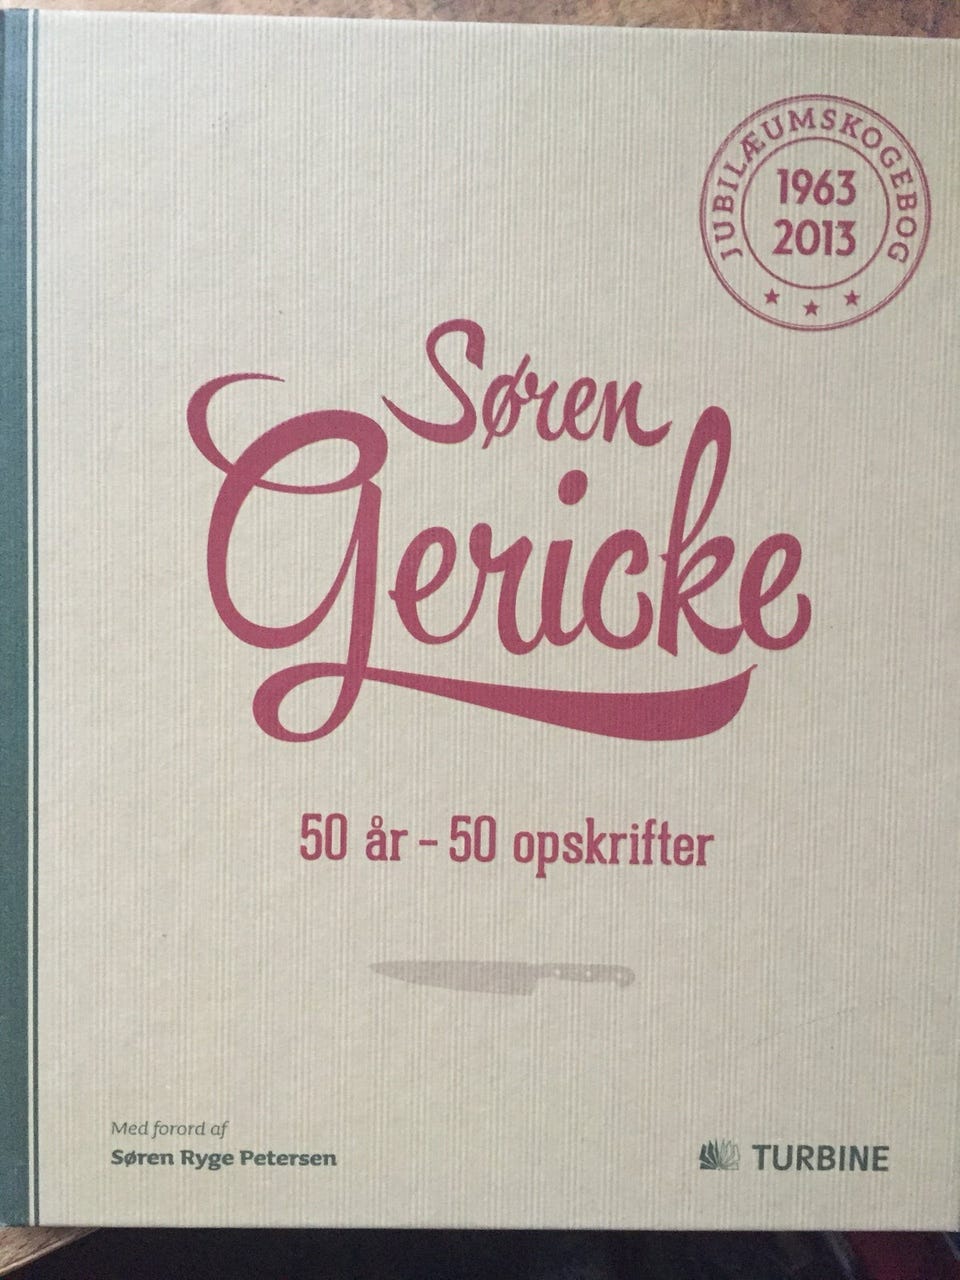 JUBILÆUMSKOGEBOG
1963
2013
Søren
Gericke
50 år - 50 opskrifter
Med forord af
Søren Ryge Petersen
TURBINE